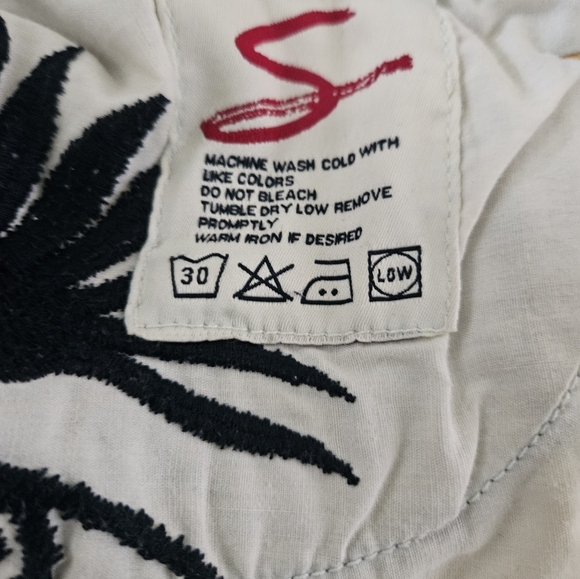 S
MACHINE WASH COLD WITH
LIKE COLORS
DO NOT BLEACH
TUMBLE DRY LOW REMOVE
PROMPTLY
WARM IRON IF DESIRED
30 LOW